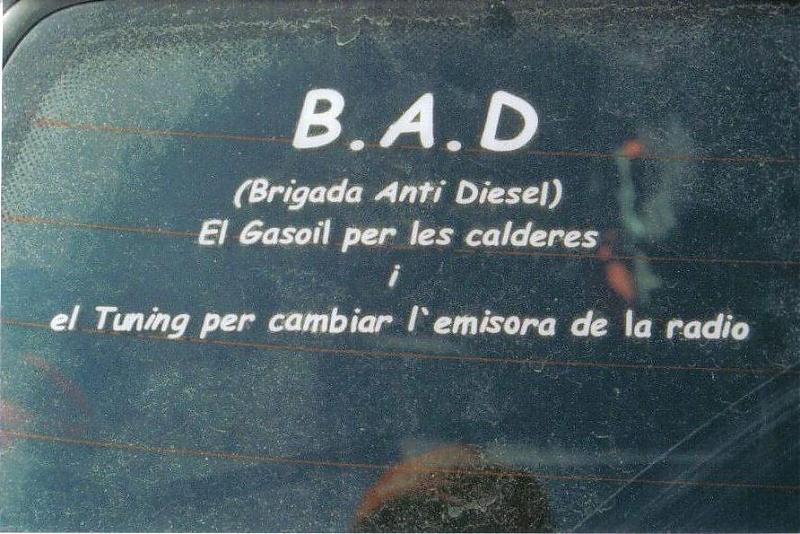 B.A.D
(Brigada Anti Diesel)
El Gasoil per les calderes
i
el Tuning per cambiar l`emisora de la radio